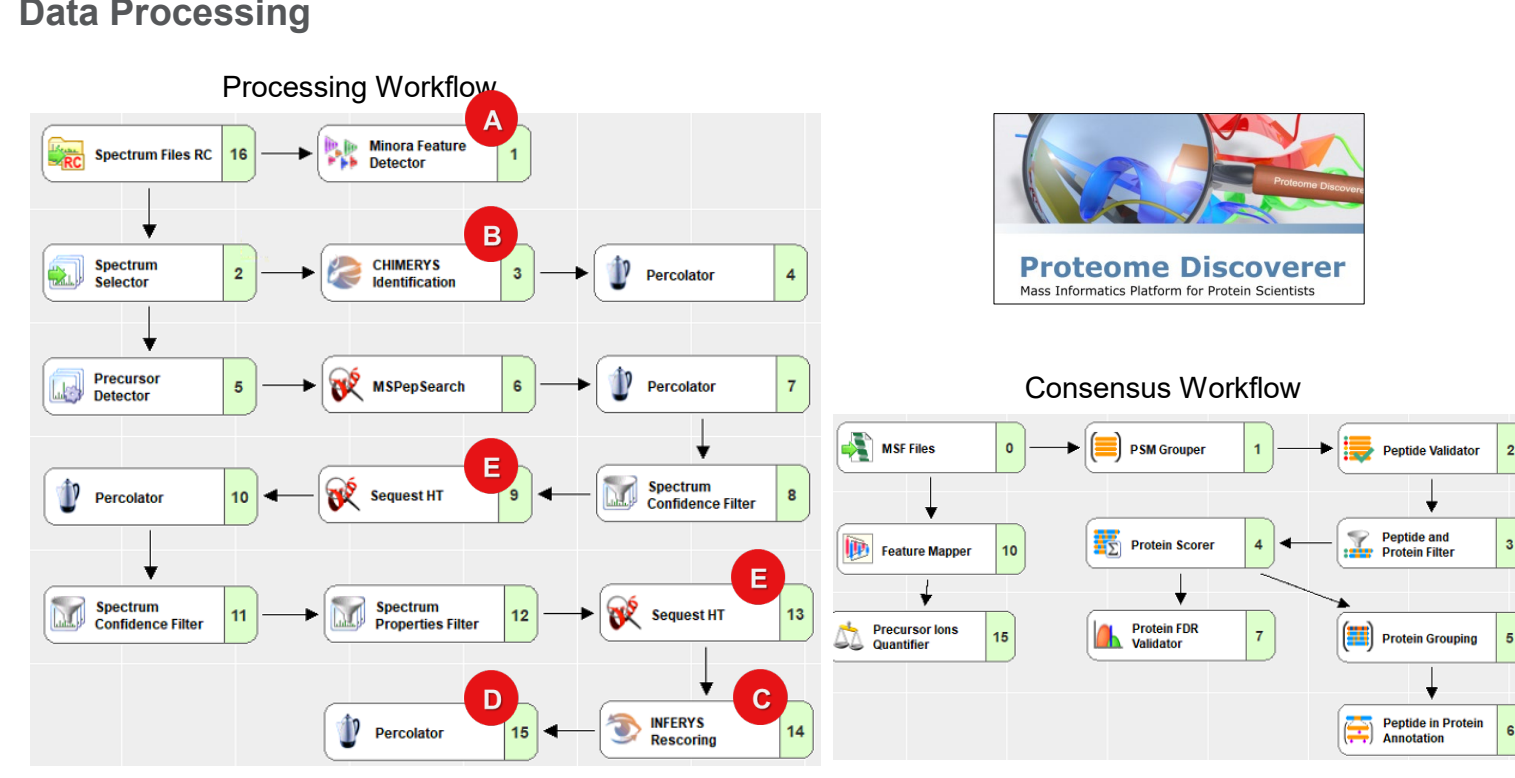 Data Processing
Processing Workflow
A
Spectrum Files RC 16
Minora Feature
Detector
1
RC
B
Spectrum
Selector
2
CHIMERYS
Identification
3
Percolator 4
Precursor
Detector
5
MSPepSearch 6
Percolator 7
E
Percolator 10
Sequest HT 9
Spectrum
Confidence Filter
8
E
Spectrum
Confidence Filter
11
Spectrum
Properties Filter
12
Sequest HT 13
D
C
Percolator 15
INFERYS
Rescoring
14
Proteome Discoverer
Proteome Discoverer
Mass Informatics Platform for Protein Scientists
Consensus Workflow
MSF Files 0
PSM Grouper 1
Peptide Validator 2
Feature Mapper 10
Protein Scorer 4
Peptide and
Protein Filter
3
Precursor Ions
Quantifier
15
Protein FDR
Validator
7
Protein Grouping 5
Peptide in Protein
Annotation
6